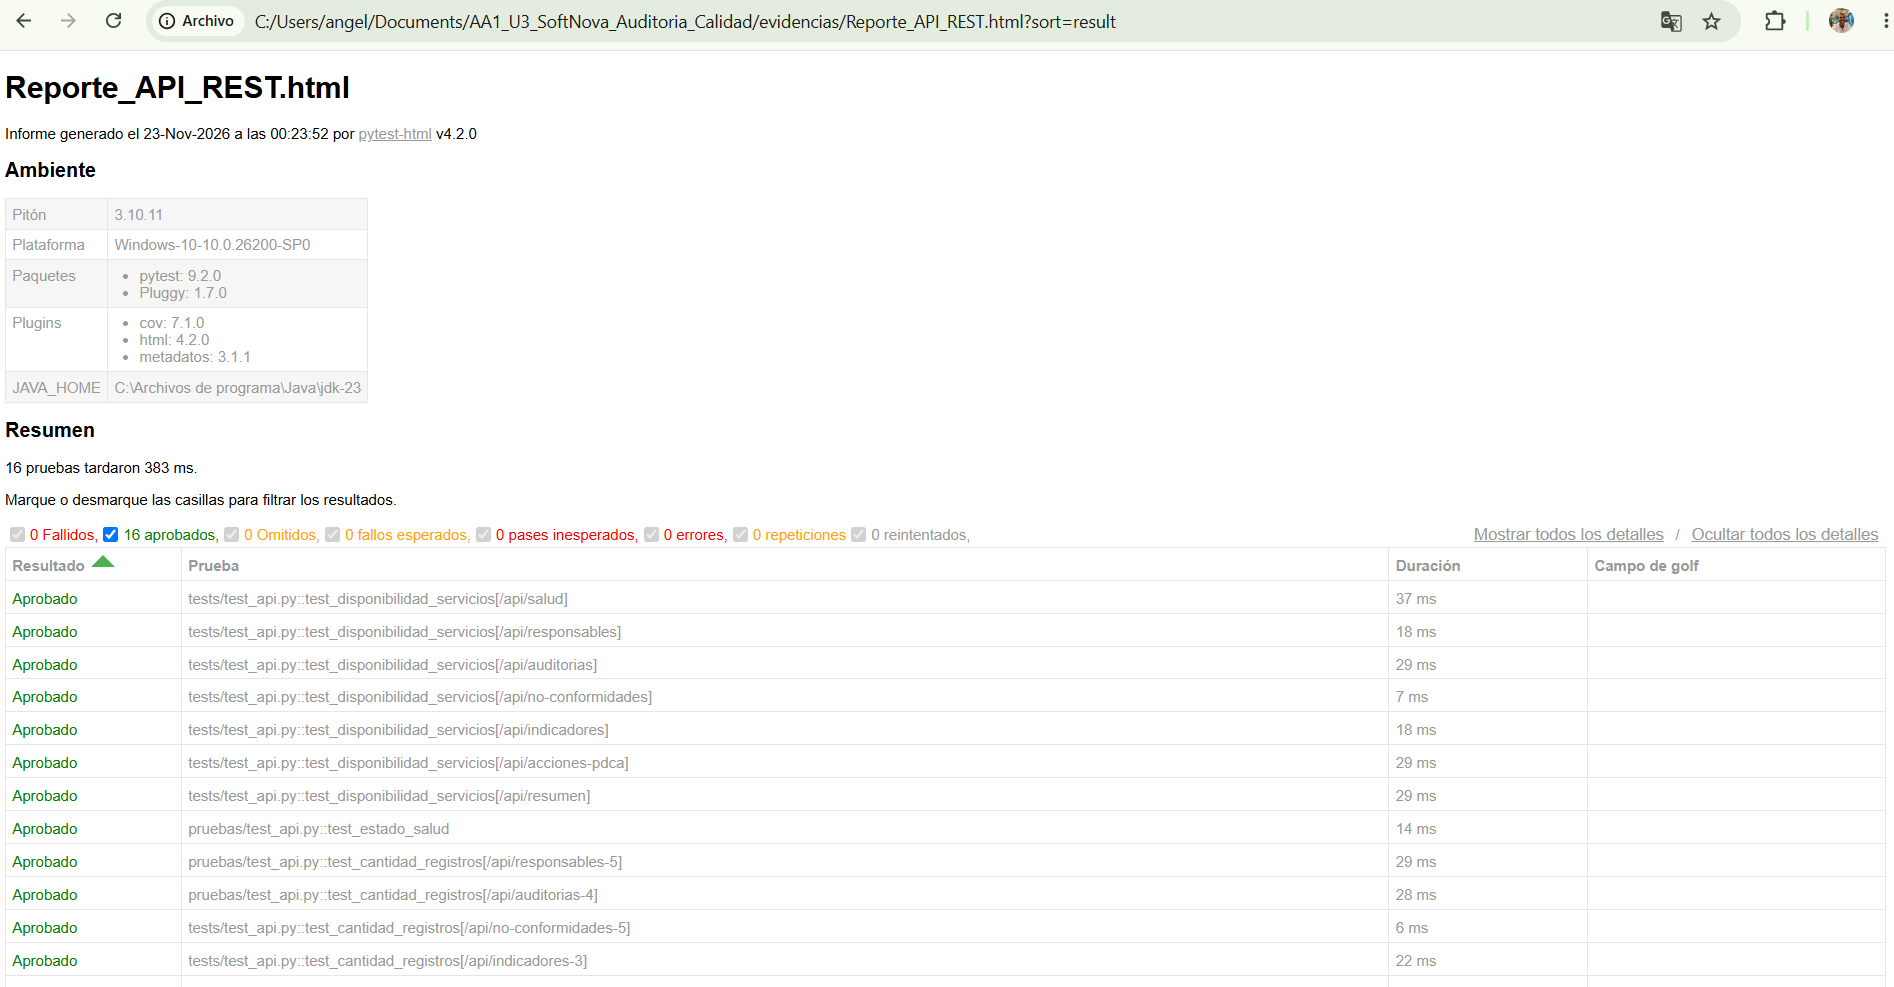 Archivo C:/Users/angel/Documents/AA1_U3_SoftNova_Auditoria_Calidad/evidencias/Reporte_API_REST.html?sort=result
Reporte_API_REST.html
Informe generado el 23-Nov-2026 a las 00:23:52 por pytest-html v4.2.0
Ambiente
Pitón 3.10.11
Plataforma Windows-10-10.0.26200-SP0
Paquetes • pytest: 9.2.0
• Pluggy: 1.7.0
Plugins • cov: 7.1.0
• html: 4.2.0
• metadatos: 3.1.1
JAVA_HOME C:\Archivos de programa\Java\jdk-23
Resumen
16 pruebas tardaron 383 ms.
Marque o desmarque las casillas para filtrar los resultados.
0 Fallidos, 16 aprobados, 0 Omitidos, 0 fallos esperados, 0 pases inesperados, 0 errores, 0 repeticiones 0 reintentados, Mostrar todos los detalles / Ocultar todos los detalles
Resultado Prueba Duración Campo de golf
Aprobado tests/test_api.py::test_disponibilidad_servicios[/api/salud] 37 ms
Aprobado tests/test_api.py::test_disponibilidad_servicios[/api/responsables] 18 ms
Aprobado tests/test_api.py::test_disponibilidad_servicios[/api/auditorias] 29 ms
Aprobado tests/test_api.py::test_disponibilidad_servicios[/api/no-conformidades] 7 ms
Aprobado tests/test_api.py::test_disponibilidad_servicios[/api/indicadores] 18 ms
Aprobado tests/test_api.py::test_disponibilidad_servicios[/api/acciones-pdca] 29 ms
Aprobado tests/test_api.py::test_disponibilidad_servicios[/api/resumen] 29 ms
Aprobado pruebas/test_api.py::test_estado_salud 14 ms
Aprobado pruebas/test_api.py::test_cantidad_registros[/api/responsables-5] 29 ms
Aprobado pruebas/test_api.py::test_cantidad_registros[/api/auditorias-4] 28 ms
Aprobado tests/test_api.py::test_cantidad_registros[/api/no-conformidades-5] 6 ms
Aprobado tests/test_api.py::test_cantidad_registros[/api/indicadores-3] 22 ms